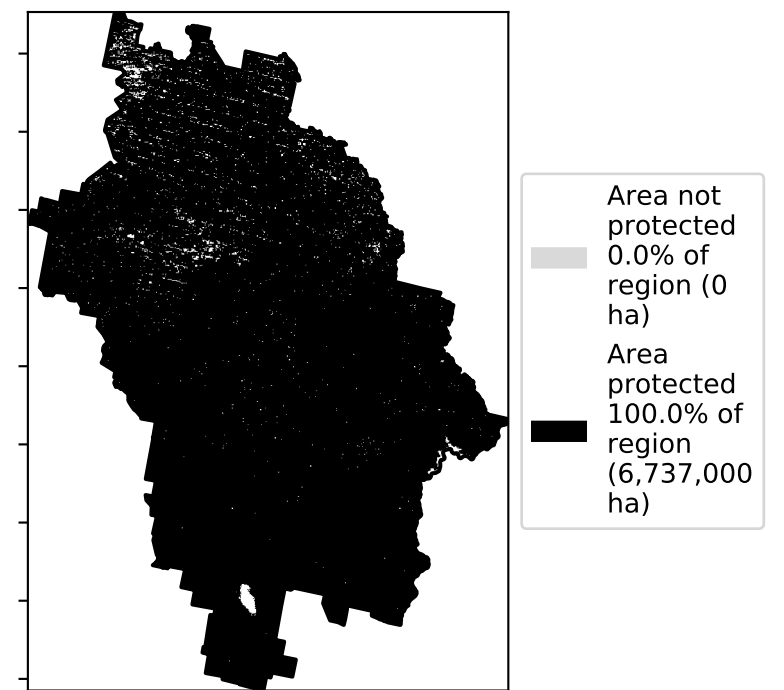 Area not
protected
0.0% of
region (0
ha)
Area
protected
100.0% of
region
(6,737,000
ha)